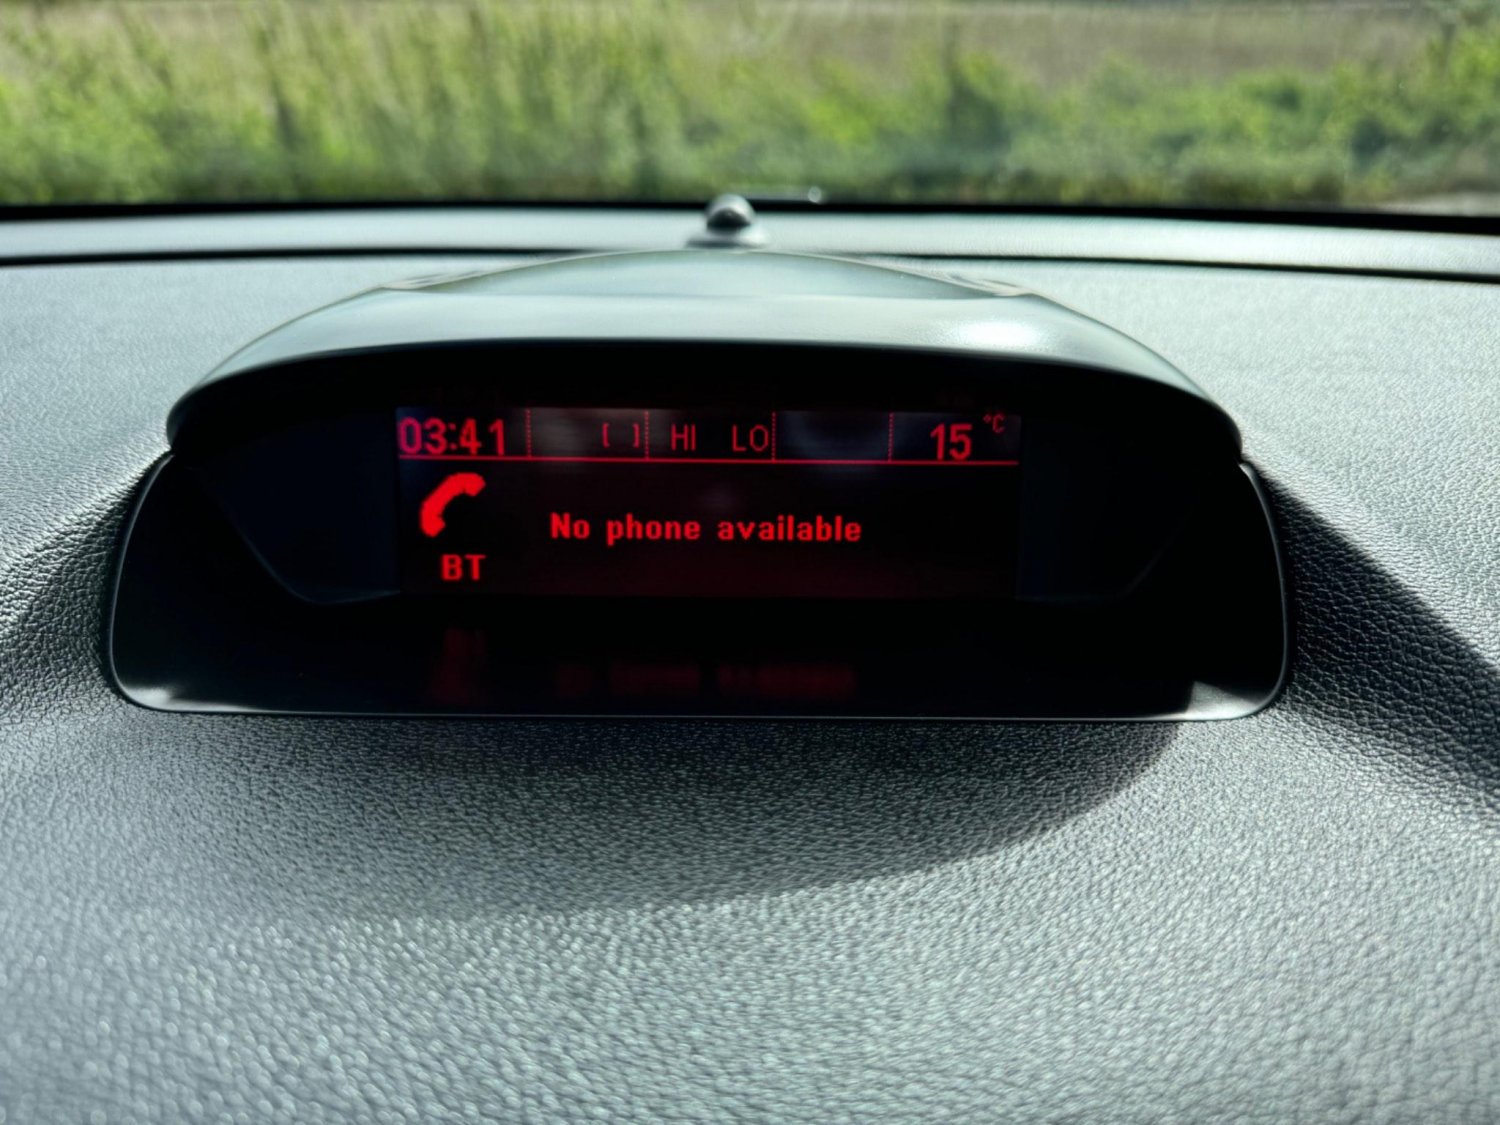 03:41 [ ] HI LO 15 °C
No phone available
BT